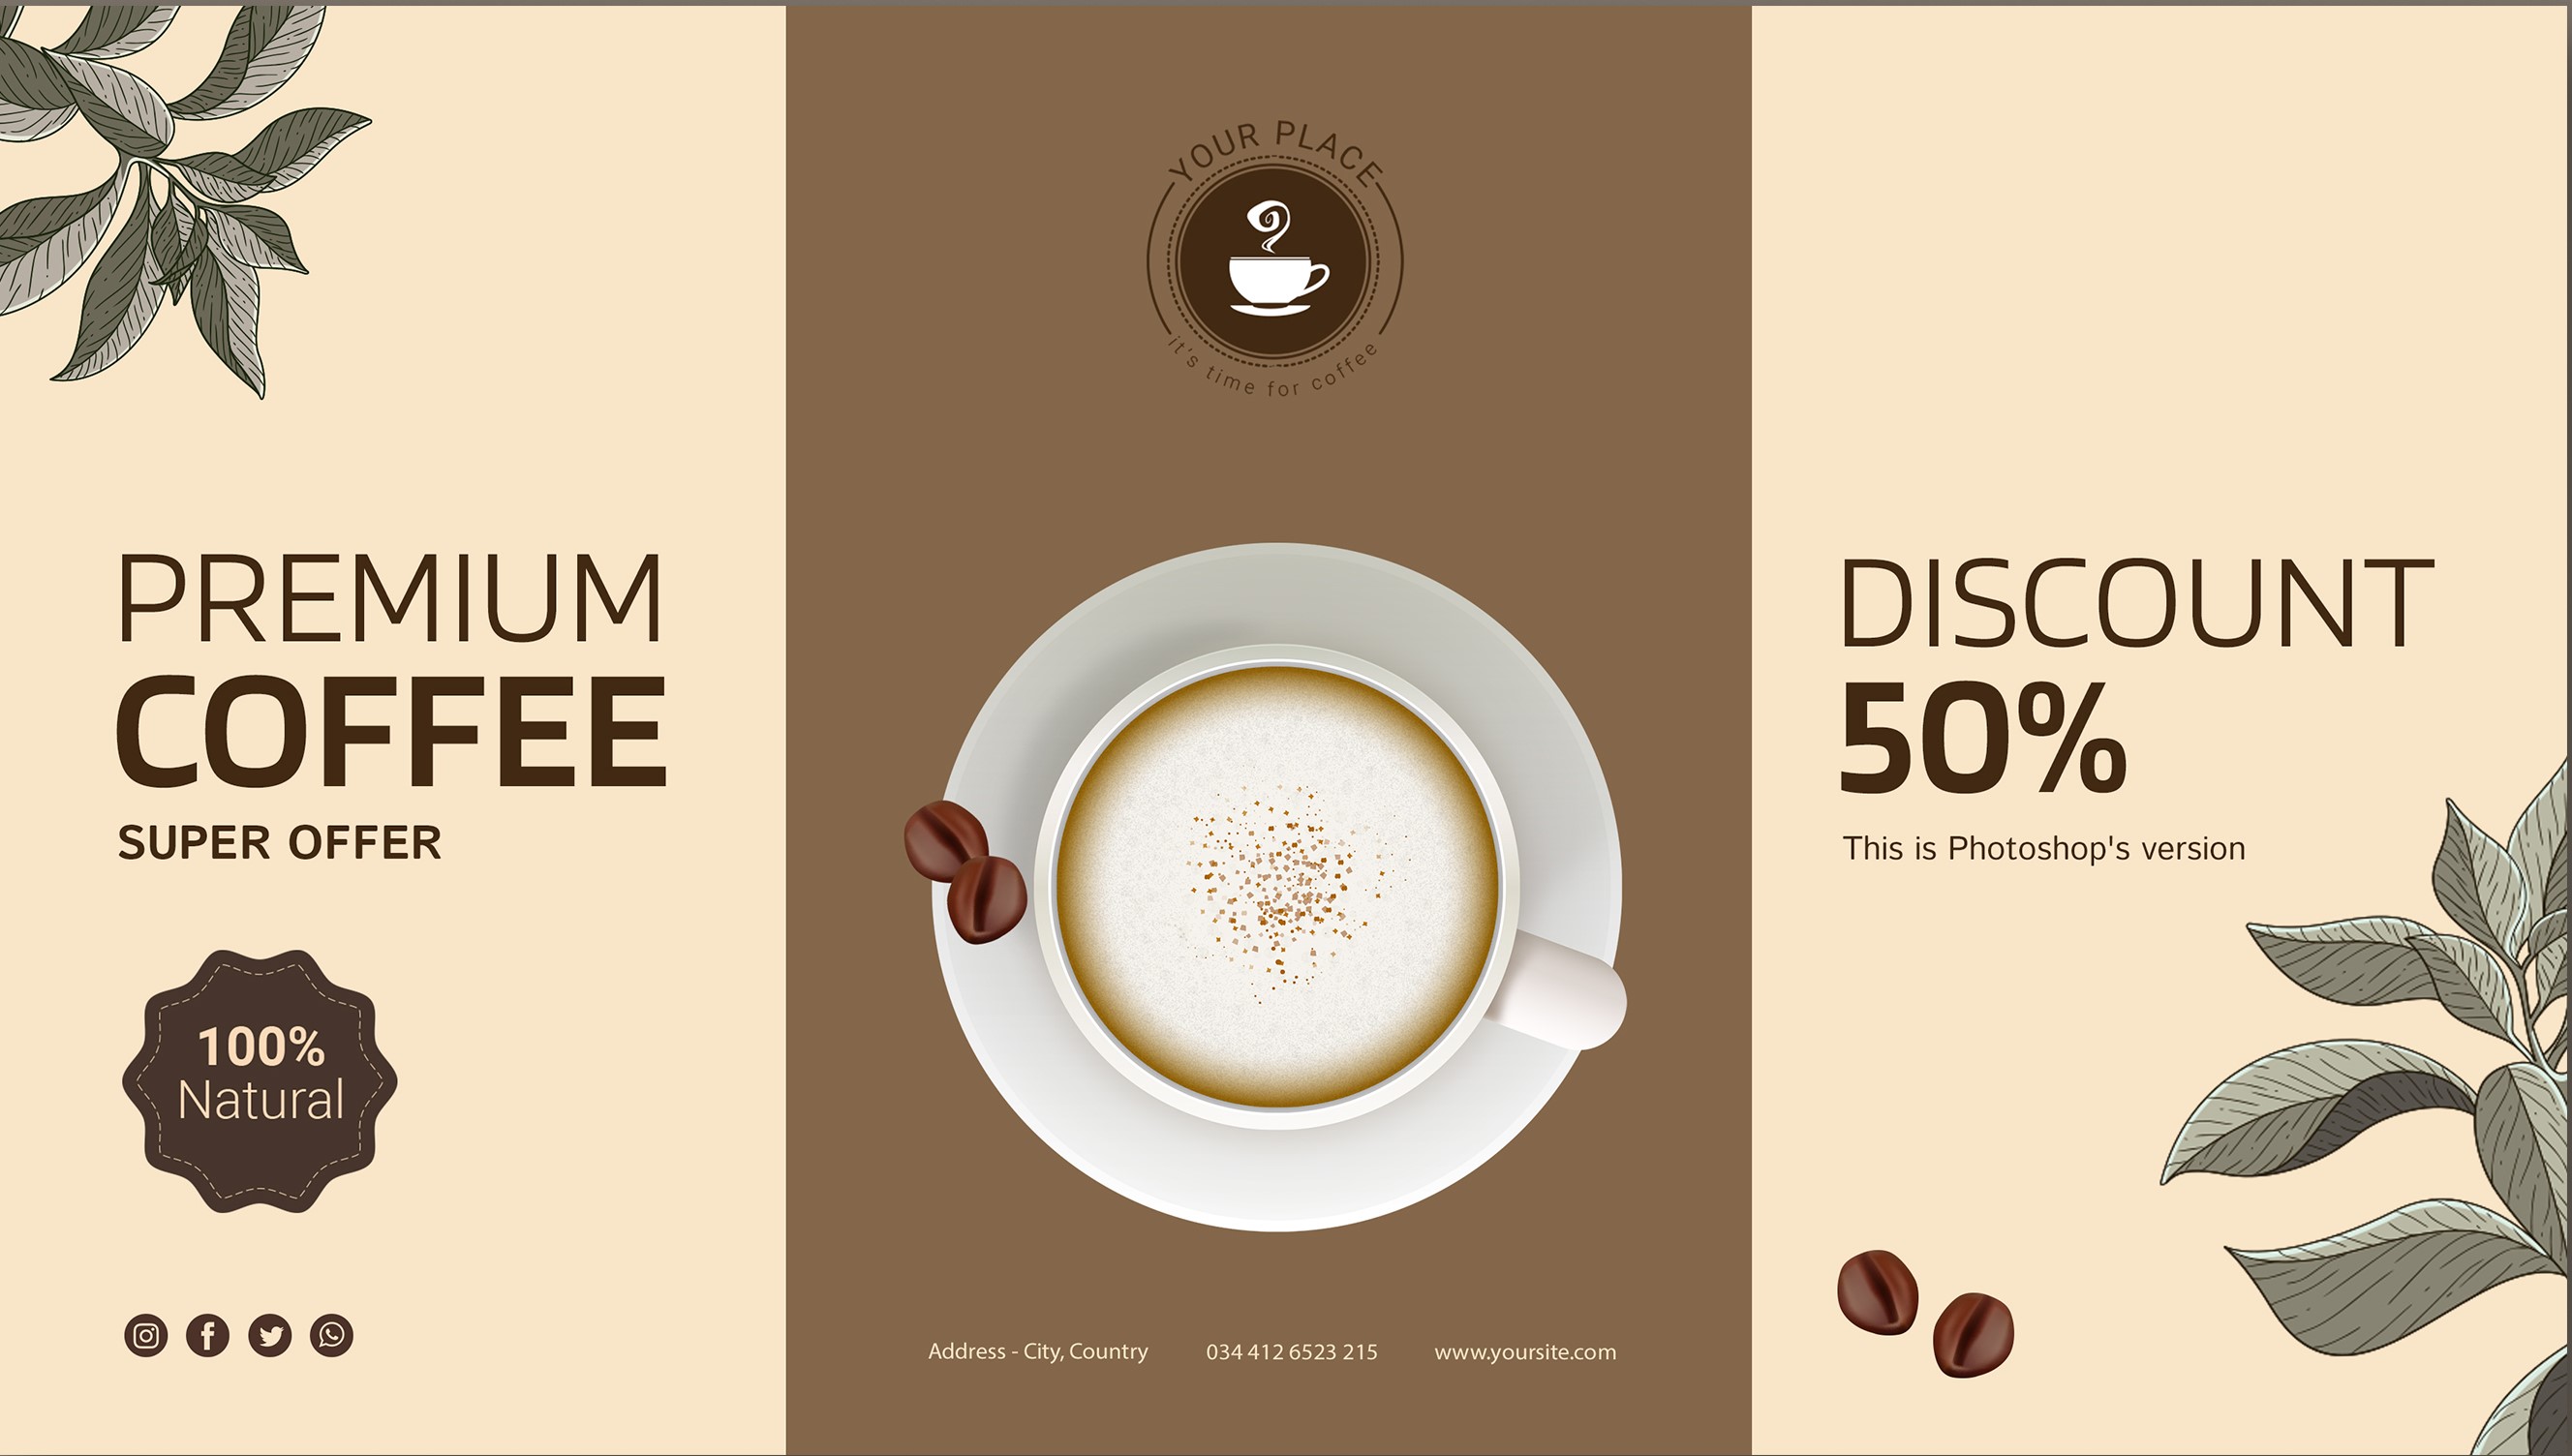 PREMIUM
COFFEE
SUPER OFFER
100%
Natural
YOUR PLACE
it's time for coffee
Address - City, Country
034 412 6523 215
www.yoursite.com
DISCOUNT
50%
This is Photoshop's version